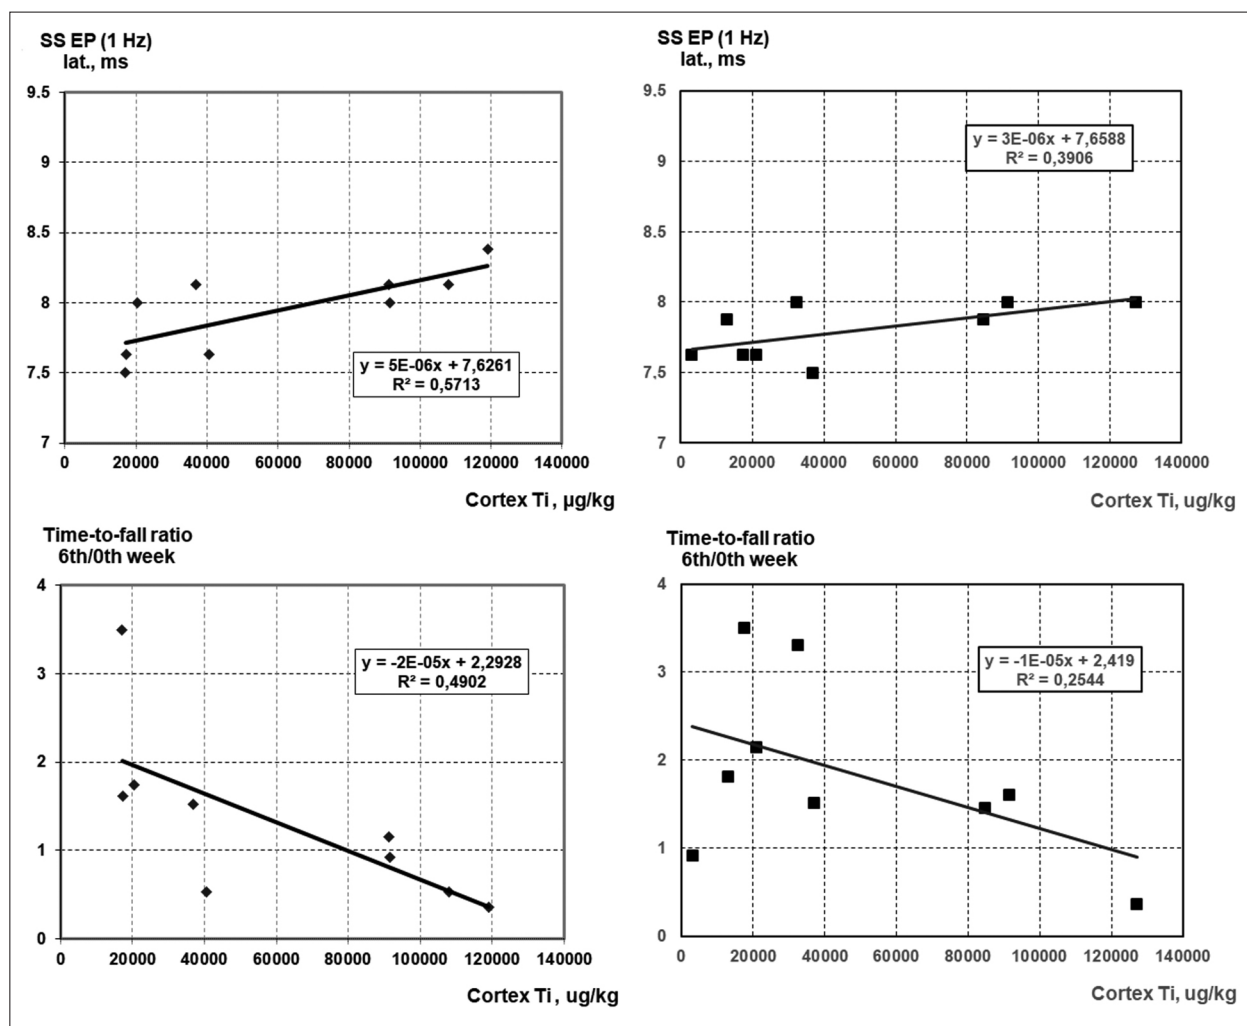 SS EP (1 Hz)
lat., ms
9.5
9
8.5
8
7.5
7
0 20000 40000 60000 80000 100000 120000 140000
y = 5E-06x + 7,6261
R² = 0,5713
Cortex Ti, µg/kg
SS EP (1 Hz)
lat., ms
9.5
9
8.5
8
7.5
7
0 20000 40000 60000 80000 100000 120000 140000
y = 3E-06x + 7,6588
R² = 0,3906
Cortex Ti, ug/kg
Time-to-fall ratio
6th/0th week
4
3
2
1
0
0 20000 40000 60000 80000 100000 120000 140000
y = -2E-05x + 2,2928
R² = 0,4902
Cortex Ti, ug/kg
Time-to-fall ratio
6th/0th week
4
3
2
1
0
0 20000 40000 60000 80000 100000 120000 140000
y = -1E-05x + 2,419
R² = 0,2544
Cortex Ti, ug/kg